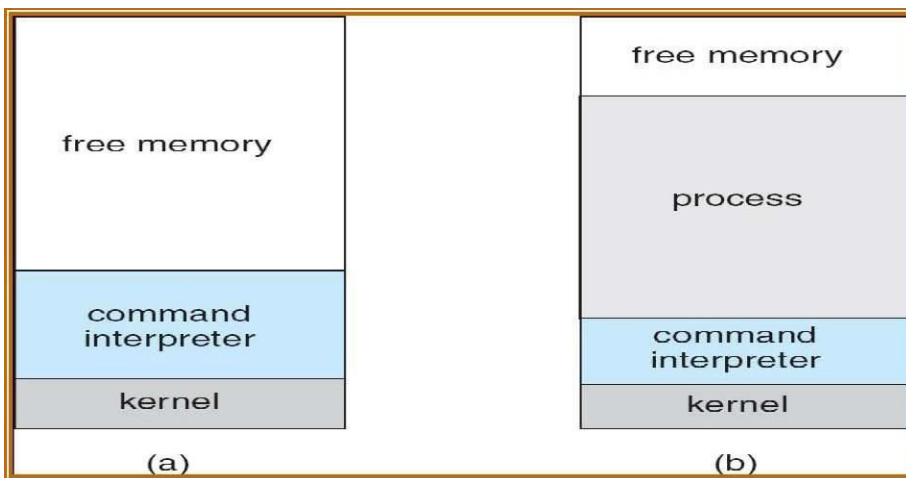 free memory
command
interpreter
kernel
(a)
free memory
process
command
interpreter
kernel
(b)